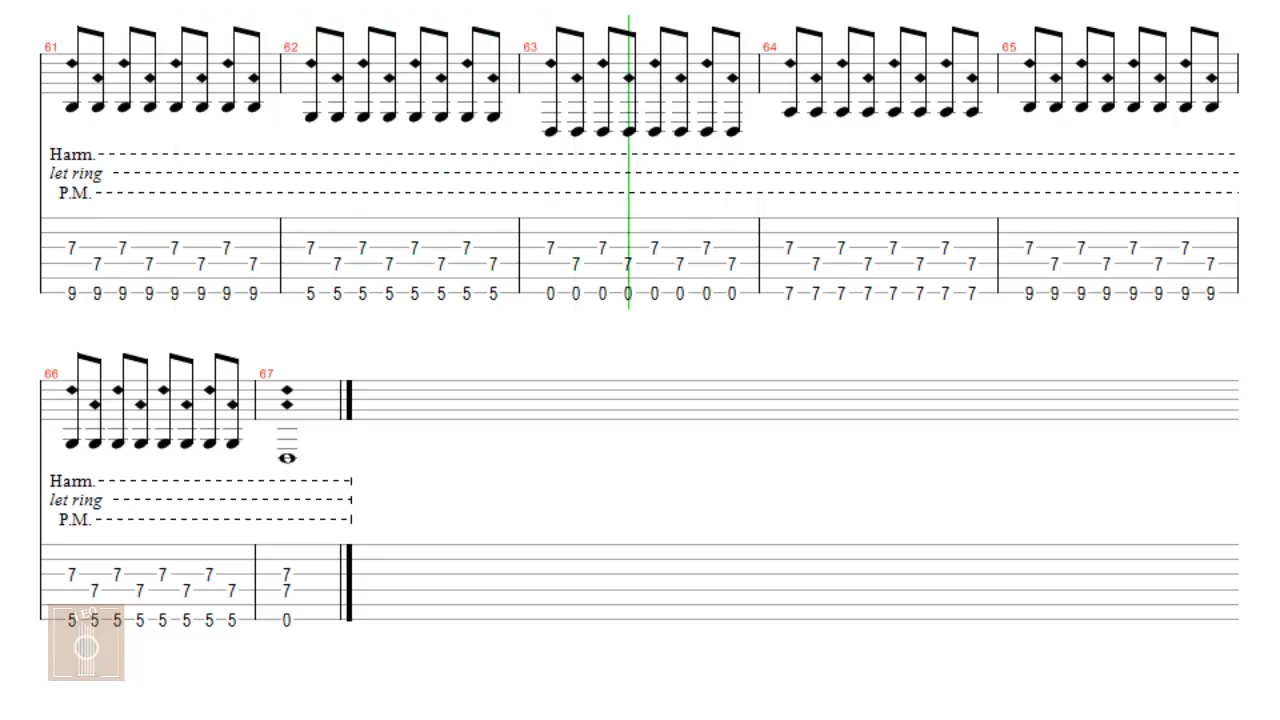 61 62 63 64 65
Harm.
let ring
P.M.
7 7 7 7 7 7 7 7 7 7 7 7 7 7 7 7 7 7 7 7
7 7 7 7 7 7 7 7 7 7 7 7 7 7 7 7 7 7 7 7
9 9 9 9 9 9 9 9 5 5 5 5 5 5 5 5 0 0 0 0 0 0 0 0 7 7 7 7 7 7 7 7 9 9 9 9 9 9 9 9
66 67
Harm.
let ring
P.M.
7 7 7 7 7
7 7 7 7 7
5 5 5 5 5 5 5 5 0
LEO